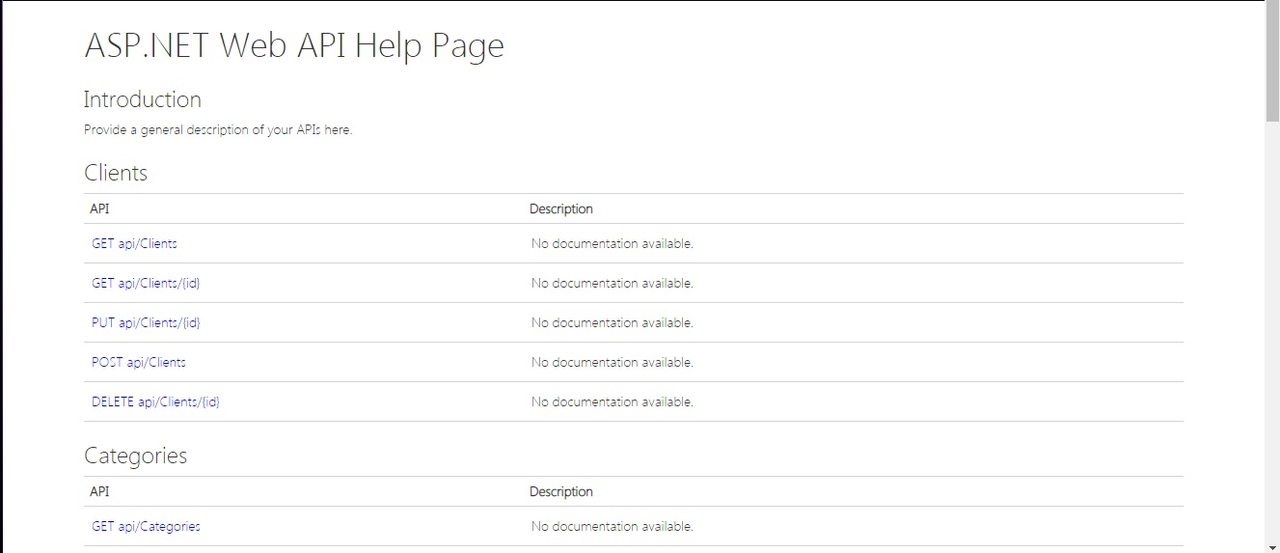 ASP.NET Web API Help Page
Introduction
Provide a general description of your APIs here.
Clients
API Description
GET api/Clients No documentation available.
GET api/Clients/{id} No documentation available.
PUT api/Clients/{id} No documentation available.
POST api/Clients No documentation available.
DELETE api/Clients/{id} No documentation available.
Categories
API Description
GET api/Categories No documentation available.